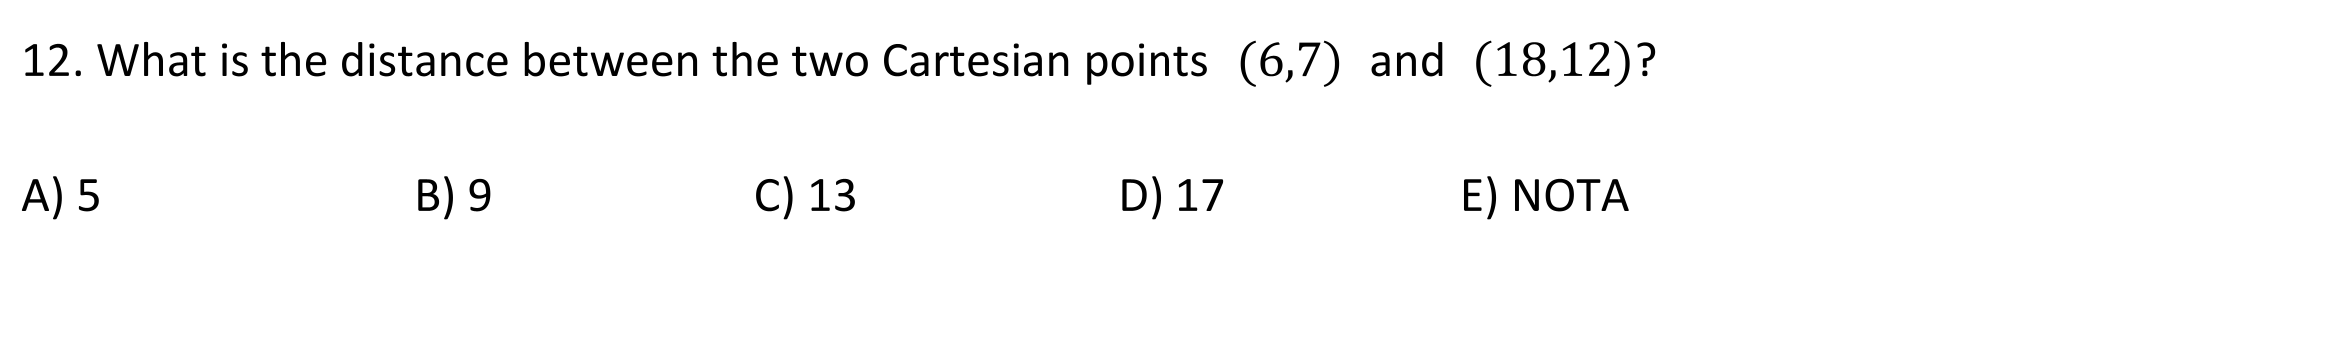 12. What is the distance between the two Cartesian points (6,7) and (18,12)?
A) 5 B) 9 C) 13 D) 17 E) NOTA